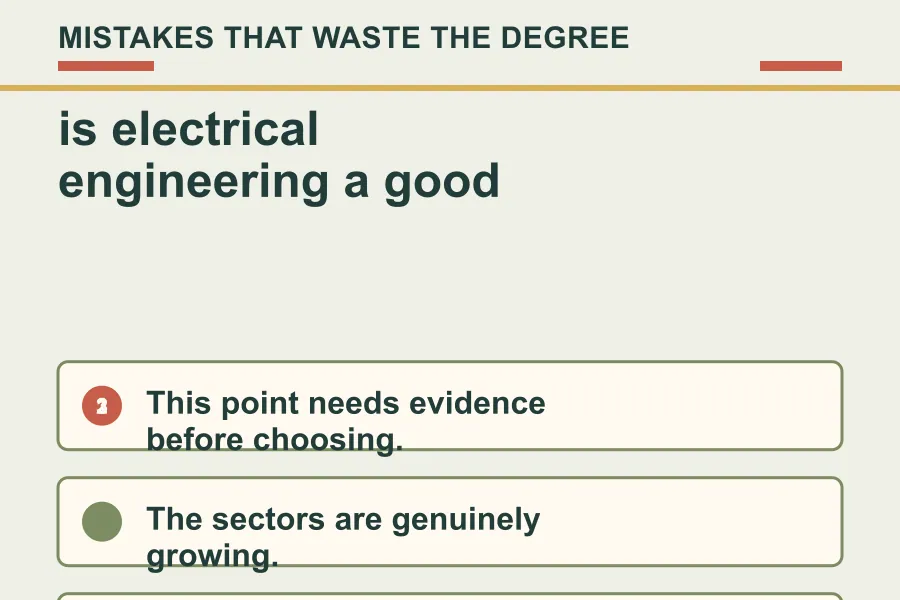 MISTAKES THAT WASTE THE DEGREE
is electrical
engineering a good
This point needs evidence
before choosing.
The sectors are genuinely
growing.